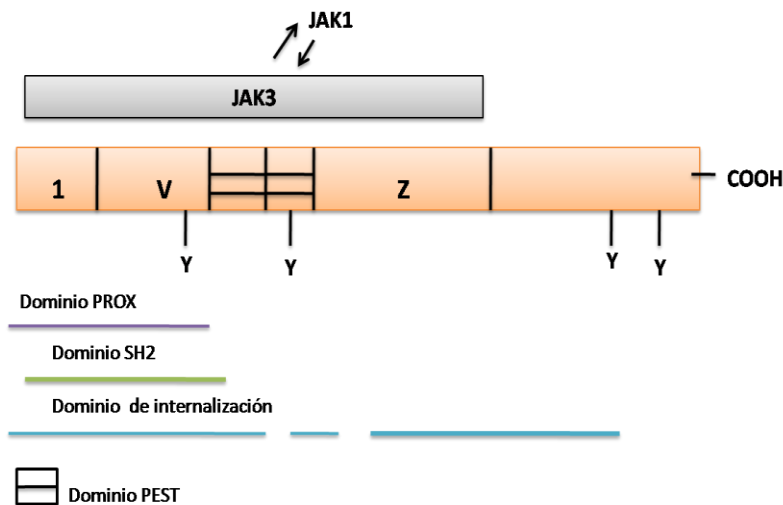 JAK1
JAK3
1 V Z
COOH
Y Y Y Y
Dominio PROX
Dominio SH2
Dominio de internalización
Dominio PEST